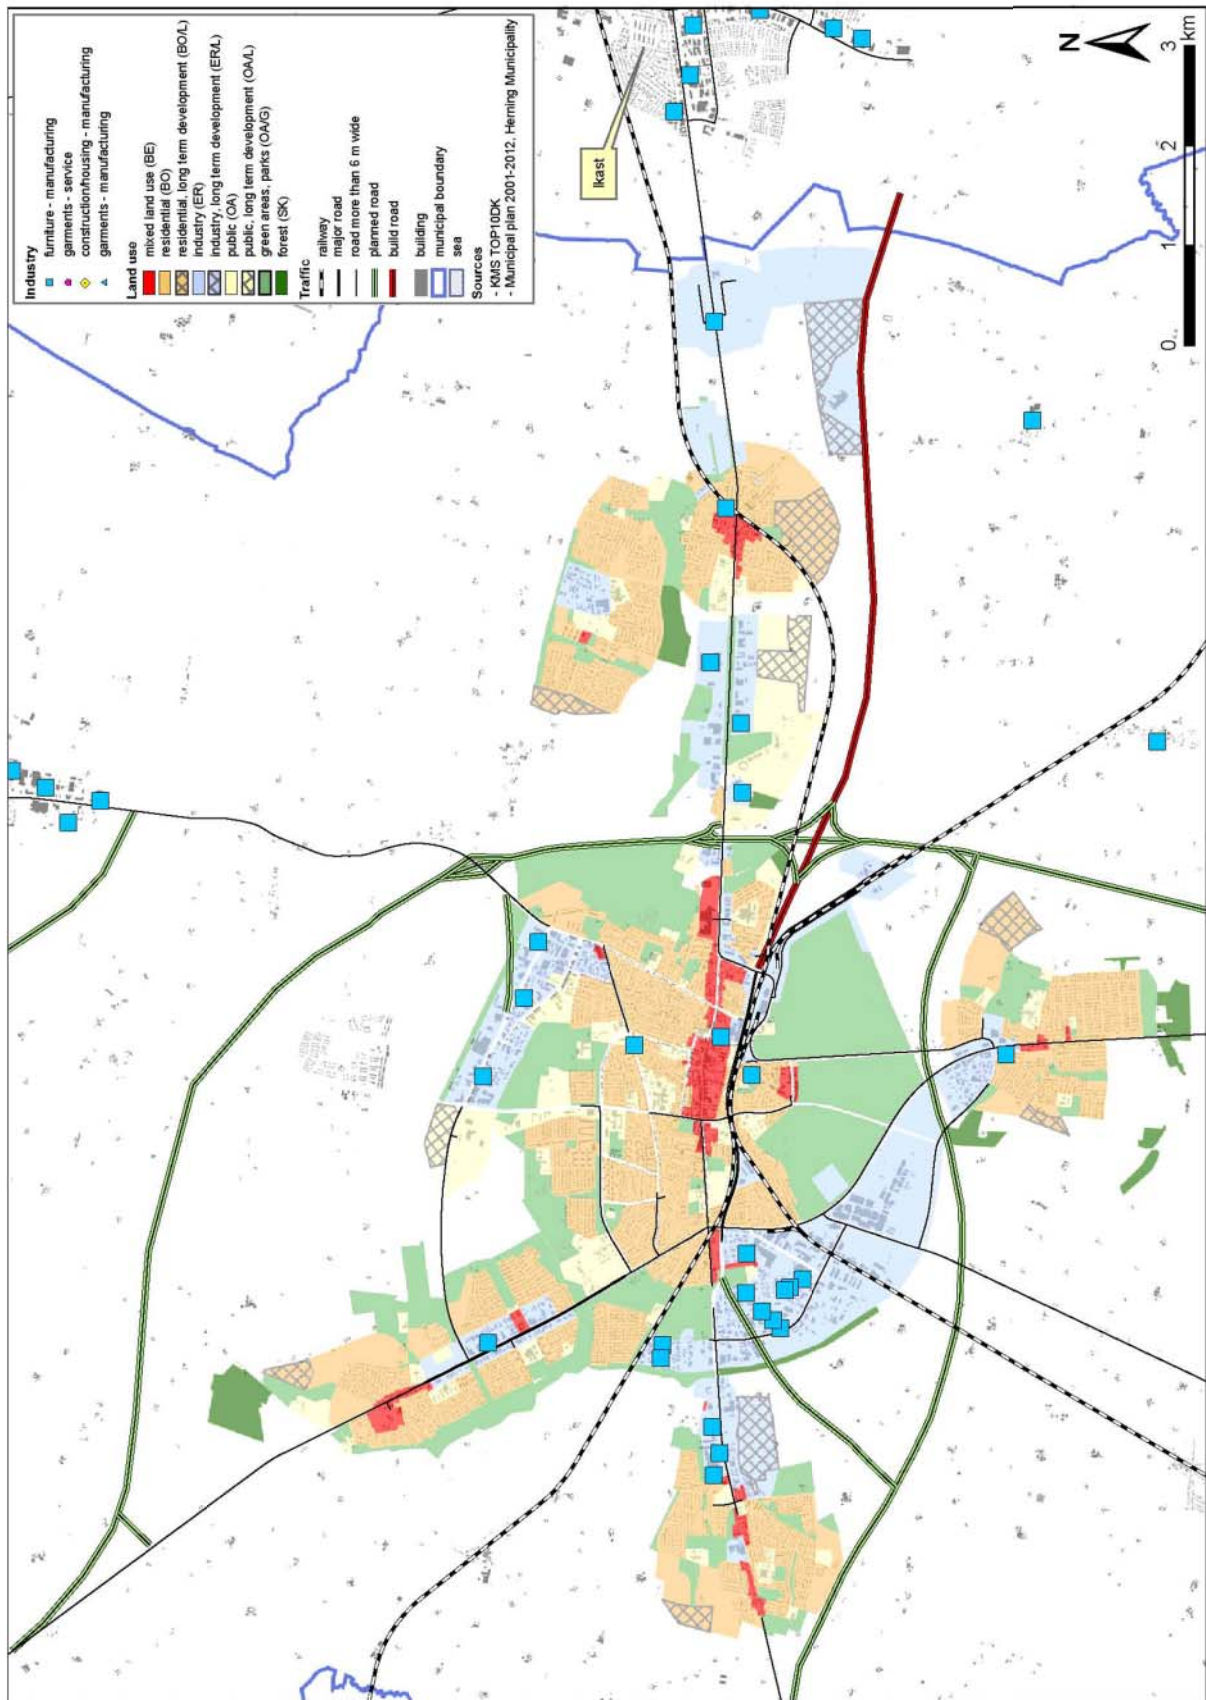 Industry
furniture - manufacturing
garments - service
construction/housing - manufacturing
garments - manufacturing
Land use
mixed land use (BE)
residential (BO)
residential, long term development (BO/L)
industry (ER)
industry, long term development (ER/L)
public (OA)
public, long term development (OA/L)
green areas, parks (OA/G)
forest (SK)
Traffic
railway
major road
road more than 6 m wide
planned road
build road
building
municipal boundary
sea
Sources
- KMS TOP10DK
- Municipal plan 2001-2012, Herning Municipality
Ikast
N
0 1 2 3 km